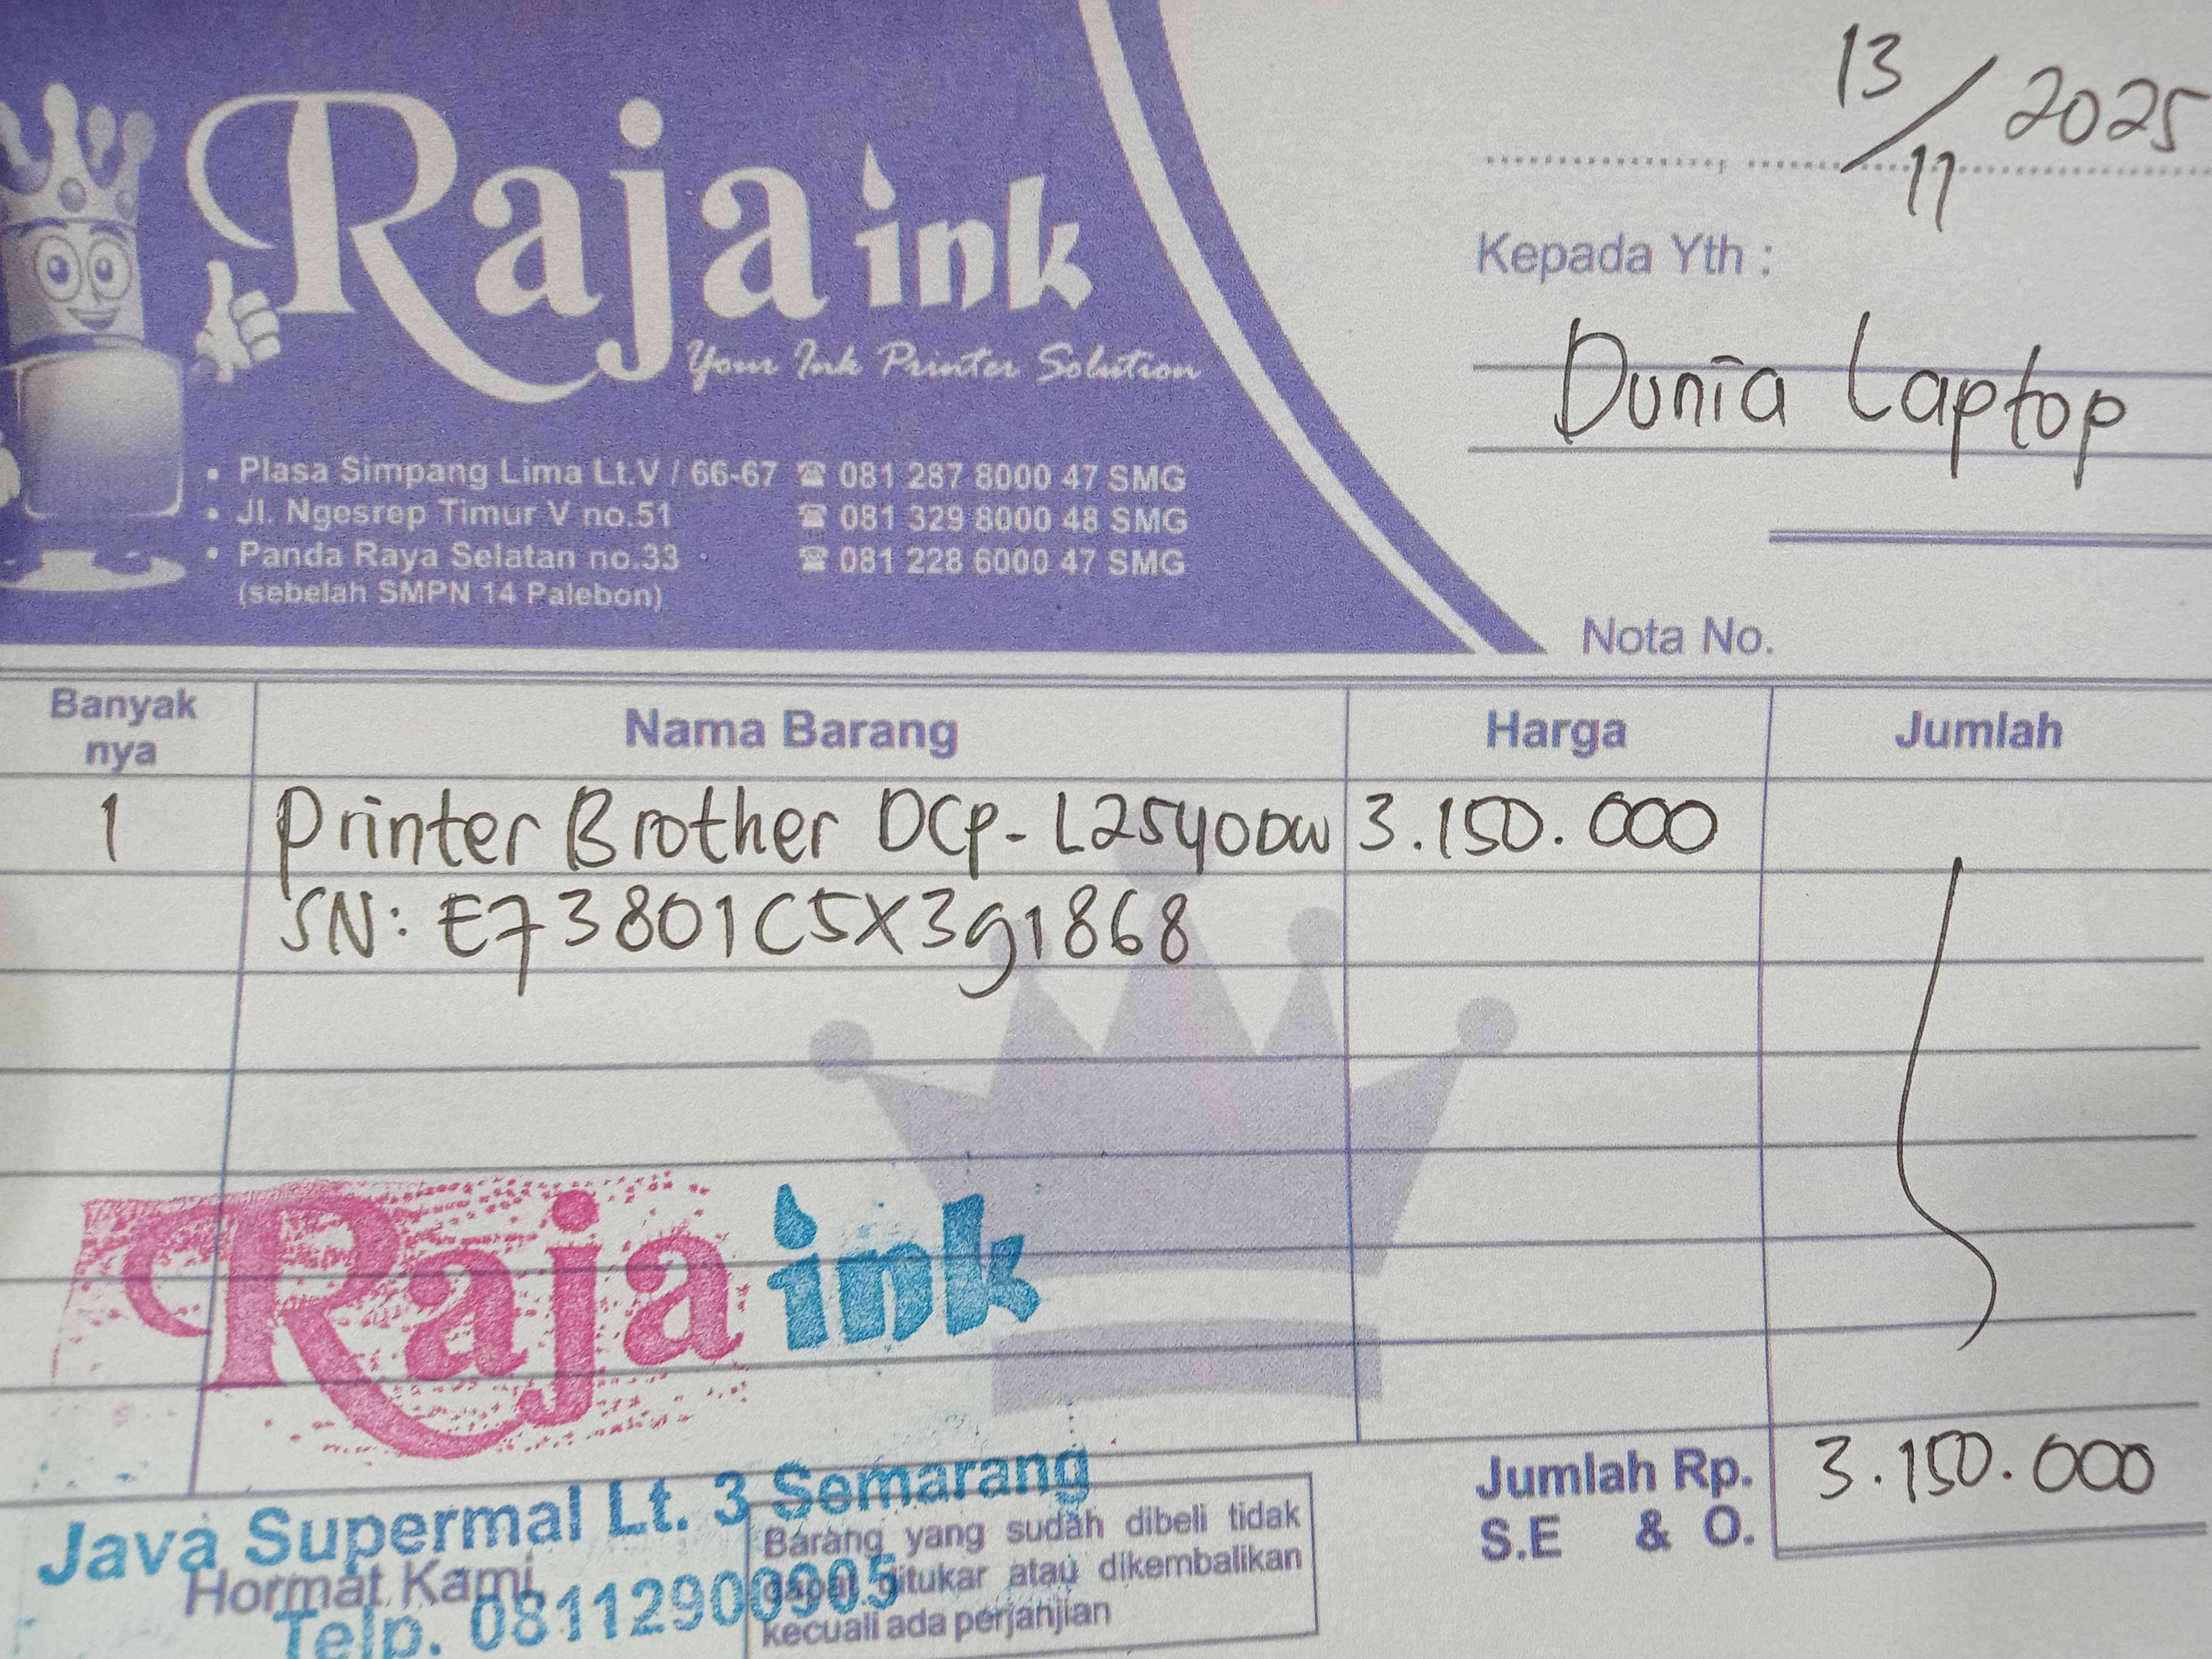 Raja ink
Your Ink Printer Solution
• Plasa Simpang Lima Lt.V / 66-67 ☎ 081 287 8000 47 SMG
• Jl. Ngesrep Timur V no.51 ☎ 081 329 8000 48 SMG
• Panda Raya Selatan no.33 ☎ 081 228 6000 47 SMG
(sebelah SMPN 14 Palebon)
13/11 2025
Kepada Yth :
Dunia Laptop
Nota No.
Banyak nya Nama Barang Harga Jumlah
1 Printer Brother DCP-L2540DW 3.150.000
SN: E73801C5X3g1868
Raja ink
Java Supermal Lt. 3 Semarang
Telp. 08112900905
Hormat Kami
Barang yang sudah dibeli tidak
dapat ditukar atau dikembalikan
kecuali ada perjanjian
Jumlah Rp. 3.150.000
S.E & O.